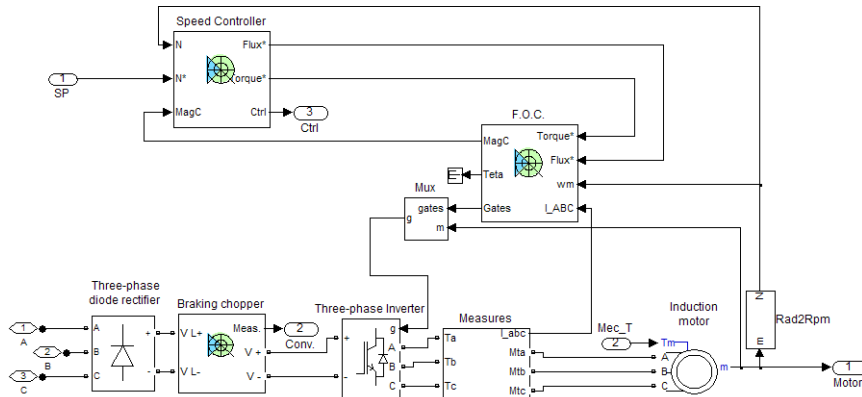 Speed Controller
N
Flux*
1
SP
N*
Torque*
MagC
Ctrl
3
Ctrl
F.O.C.
MagC
Torque*
Flux*
Teta
wm
Gates
I_ABC
Mux
gates
g
m
Three-phase
diode rectifier
Braking chopper
Three-phase Inverter
Measures
Induction
motor
N
m
Rad2Rpm
1
A
2
B
3
C
A
B
C
+
-
V L+
V L-
Meas.
V +
V -
2
Conv.
g
+
-
A
B
C
Ta
Tb
Tc
I_abc
Mta
Mtb
Mtc
Mec_T
2
Tm
A
B
C
m
1
Motor